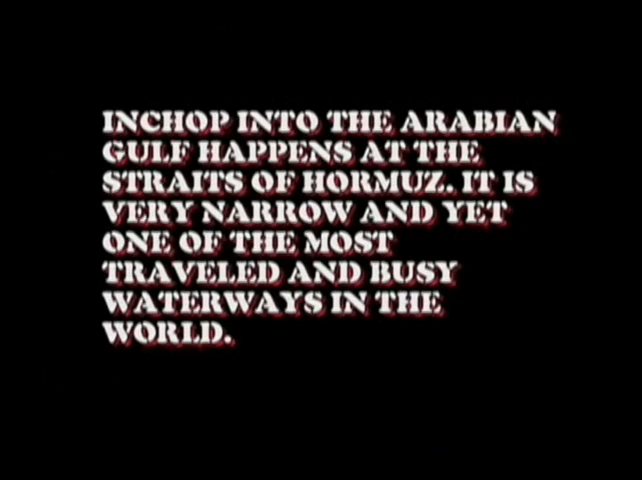 INCHOP INTO THE ARABIAN
GULF HAPPENS AT THE
STRAITS OF HORMUZ. IT IS
VERY NARROW AND YET
ONE OF THE MOST
TRAVELED AND BUSY
WATERWAYS IN THE
WORLD.